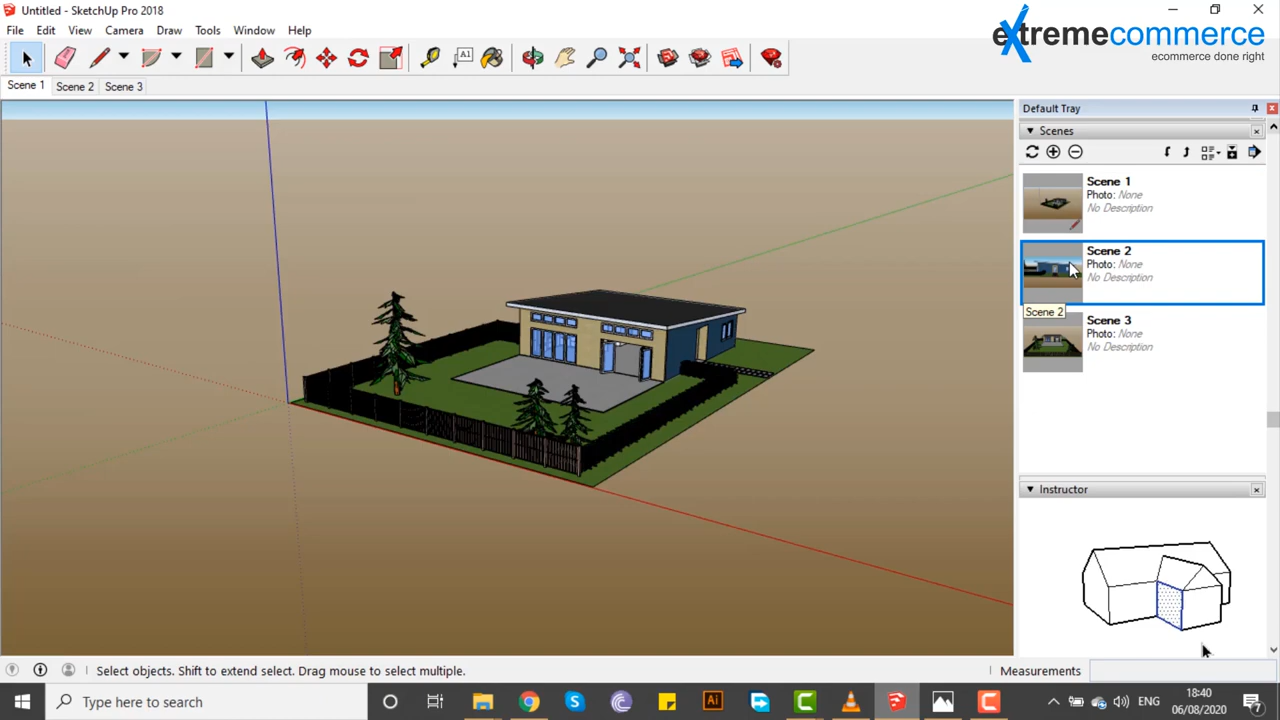 Untitled - SketchUp Pro 2018
File Edit View Camera Draw Tools Window Help
extremecommerce
ecommerce done right
A1
Scene 1 Scene 2 Scene 3
Default Tray
Scenes
Scene 1
Photo: None
No Description
Scene 2
Photo: None
No Description
Scene 2
Scene 3
Photo: None
No Description
Instructor
Select objects. Shift to extend select. Drag mouse to select multiple.
Measurements
Type here to search
Ai
ENG
18:40
06/08/2020
7